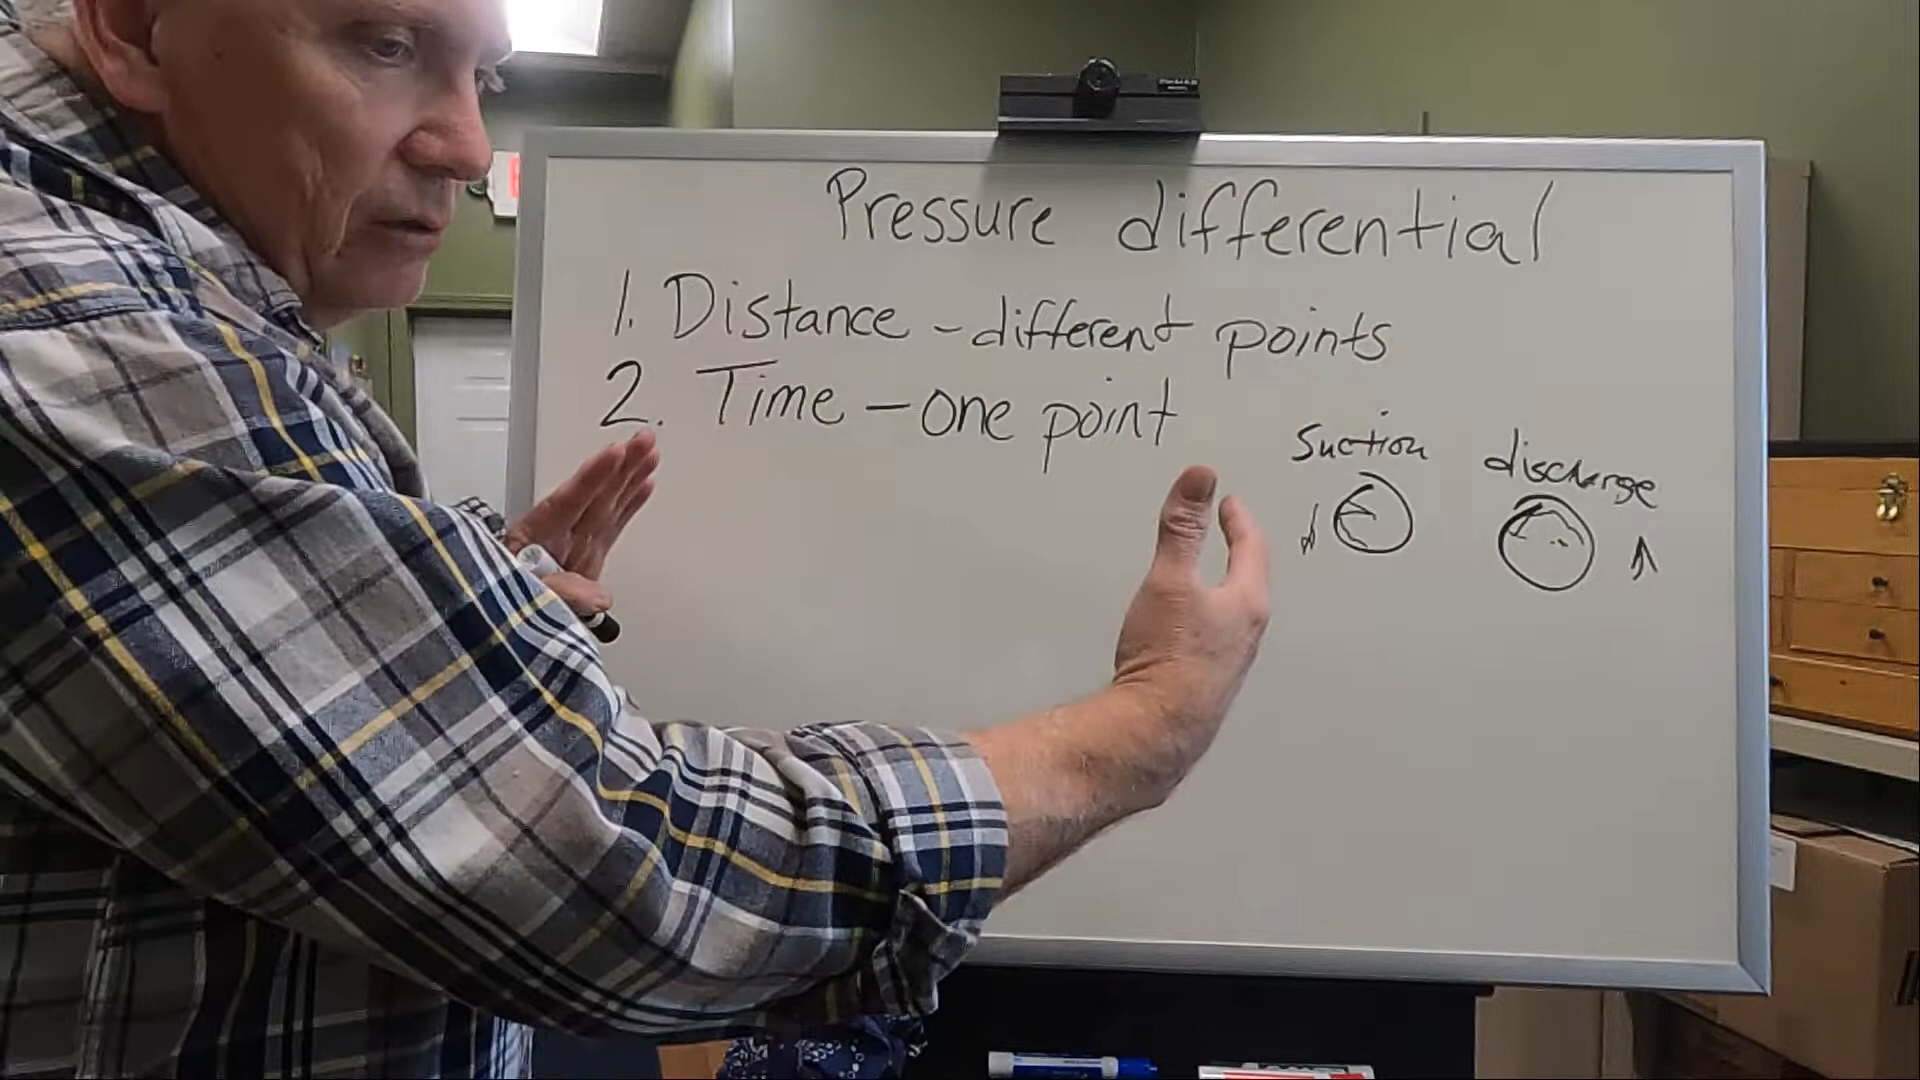 Pressure differential
1. Distance - different points
2. Time - one point
Suction
discharge